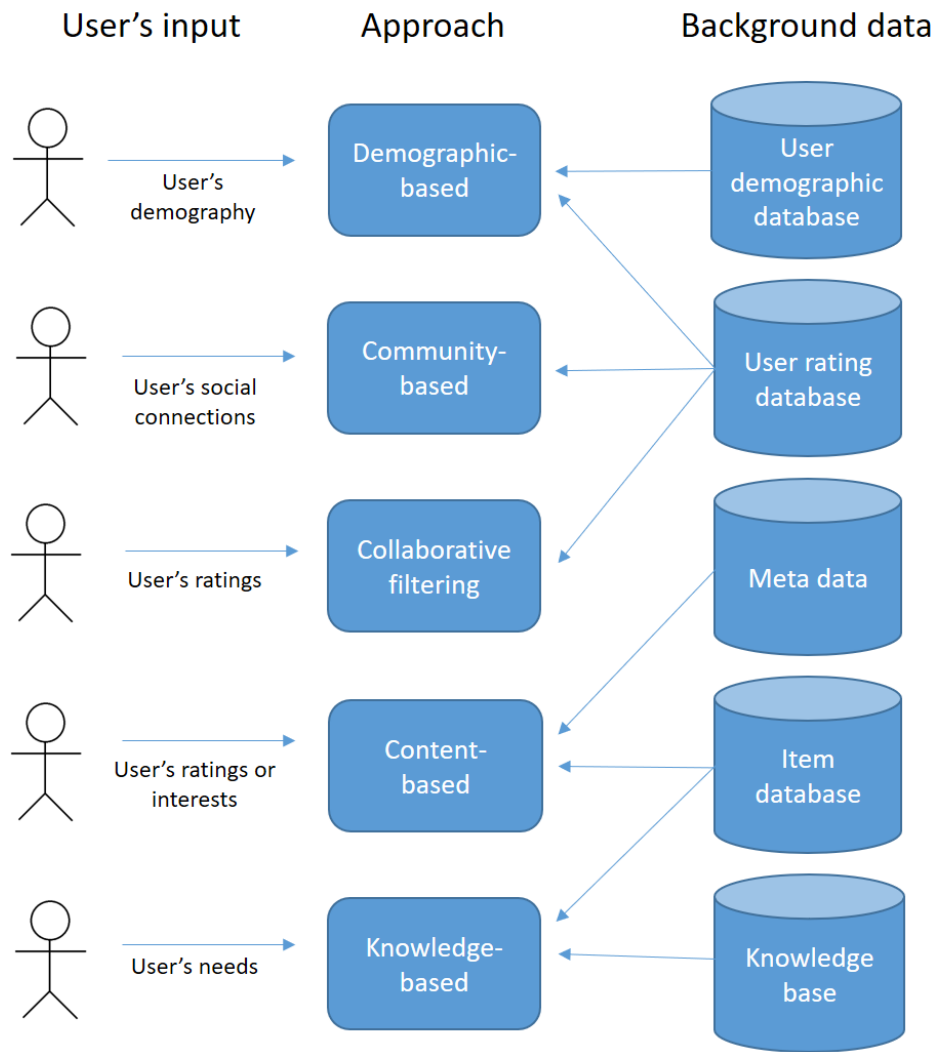 User's input
Approach
Background data
User's
demography
Demographic-
based
User
demographic
database
User's social
connections
Community-
based
User rating
database
User's ratings
Collaborative
filtering
Meta data
User's ratings or
interests
Content-
based
Item
database
User's needs
Knowledge-
based
Knowledge
base